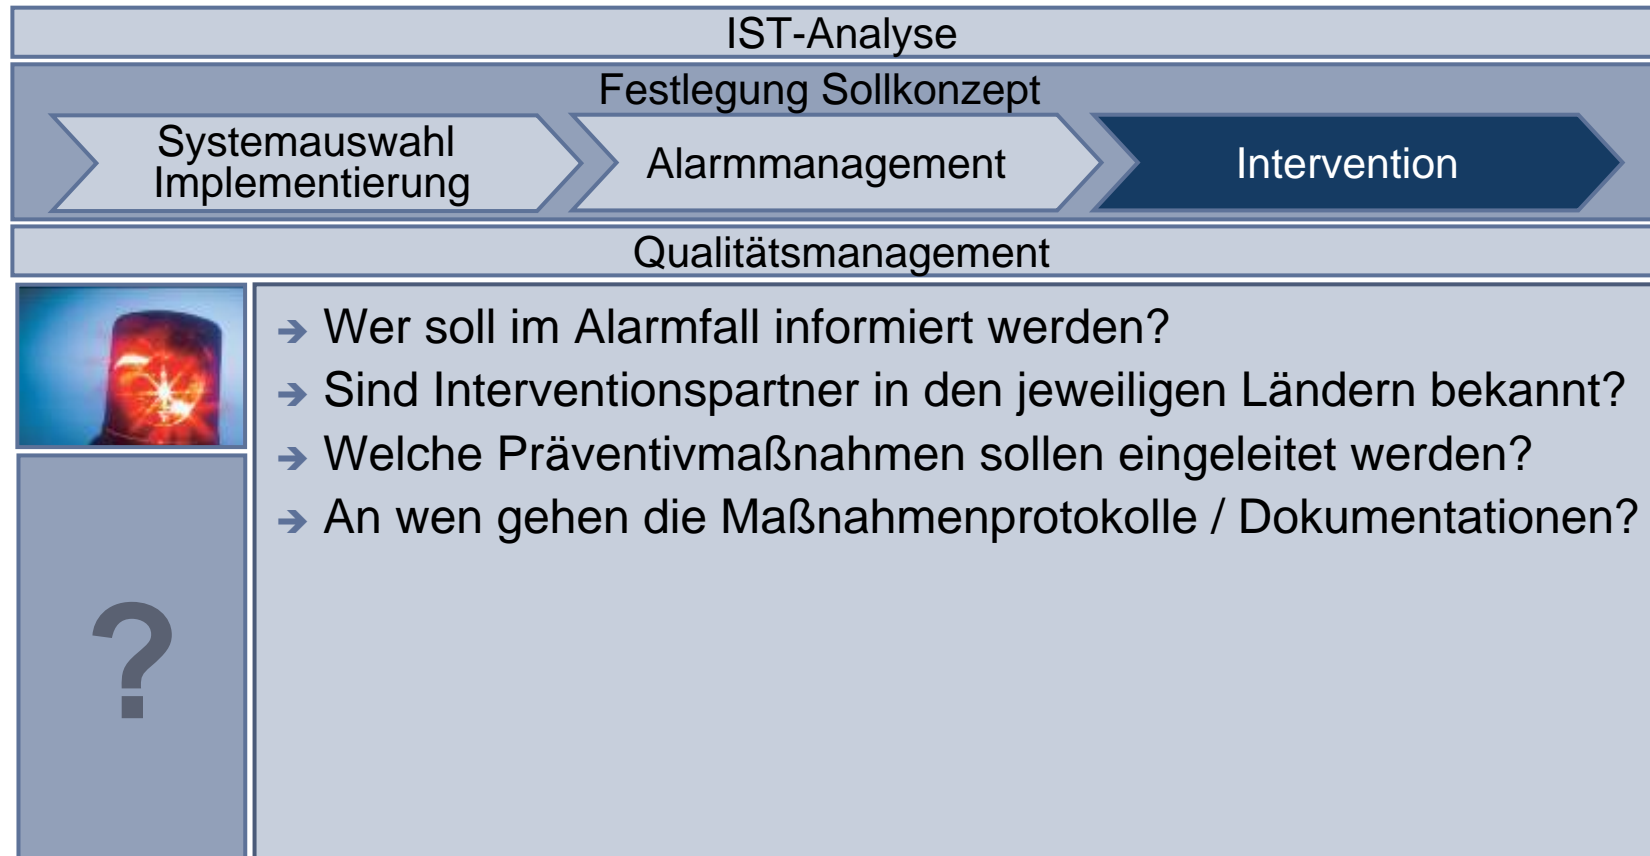 IST-Analyse
Festlegung Sollkonzept
Systemauswahl
Implementierung
Alarmmanagement
Intervention
Qualitätsmanagement
➔ Wer soll im Alarmfall informiert werden?
➔ Sind Interventionspartner in den jeweiligen Ländern bekannt?
➔ Welche Präventivmaßnahmen sollen eingeleitet werden?
➔ An wen gehen die Maßnahmenprotokolle / Dokumentationen?
?